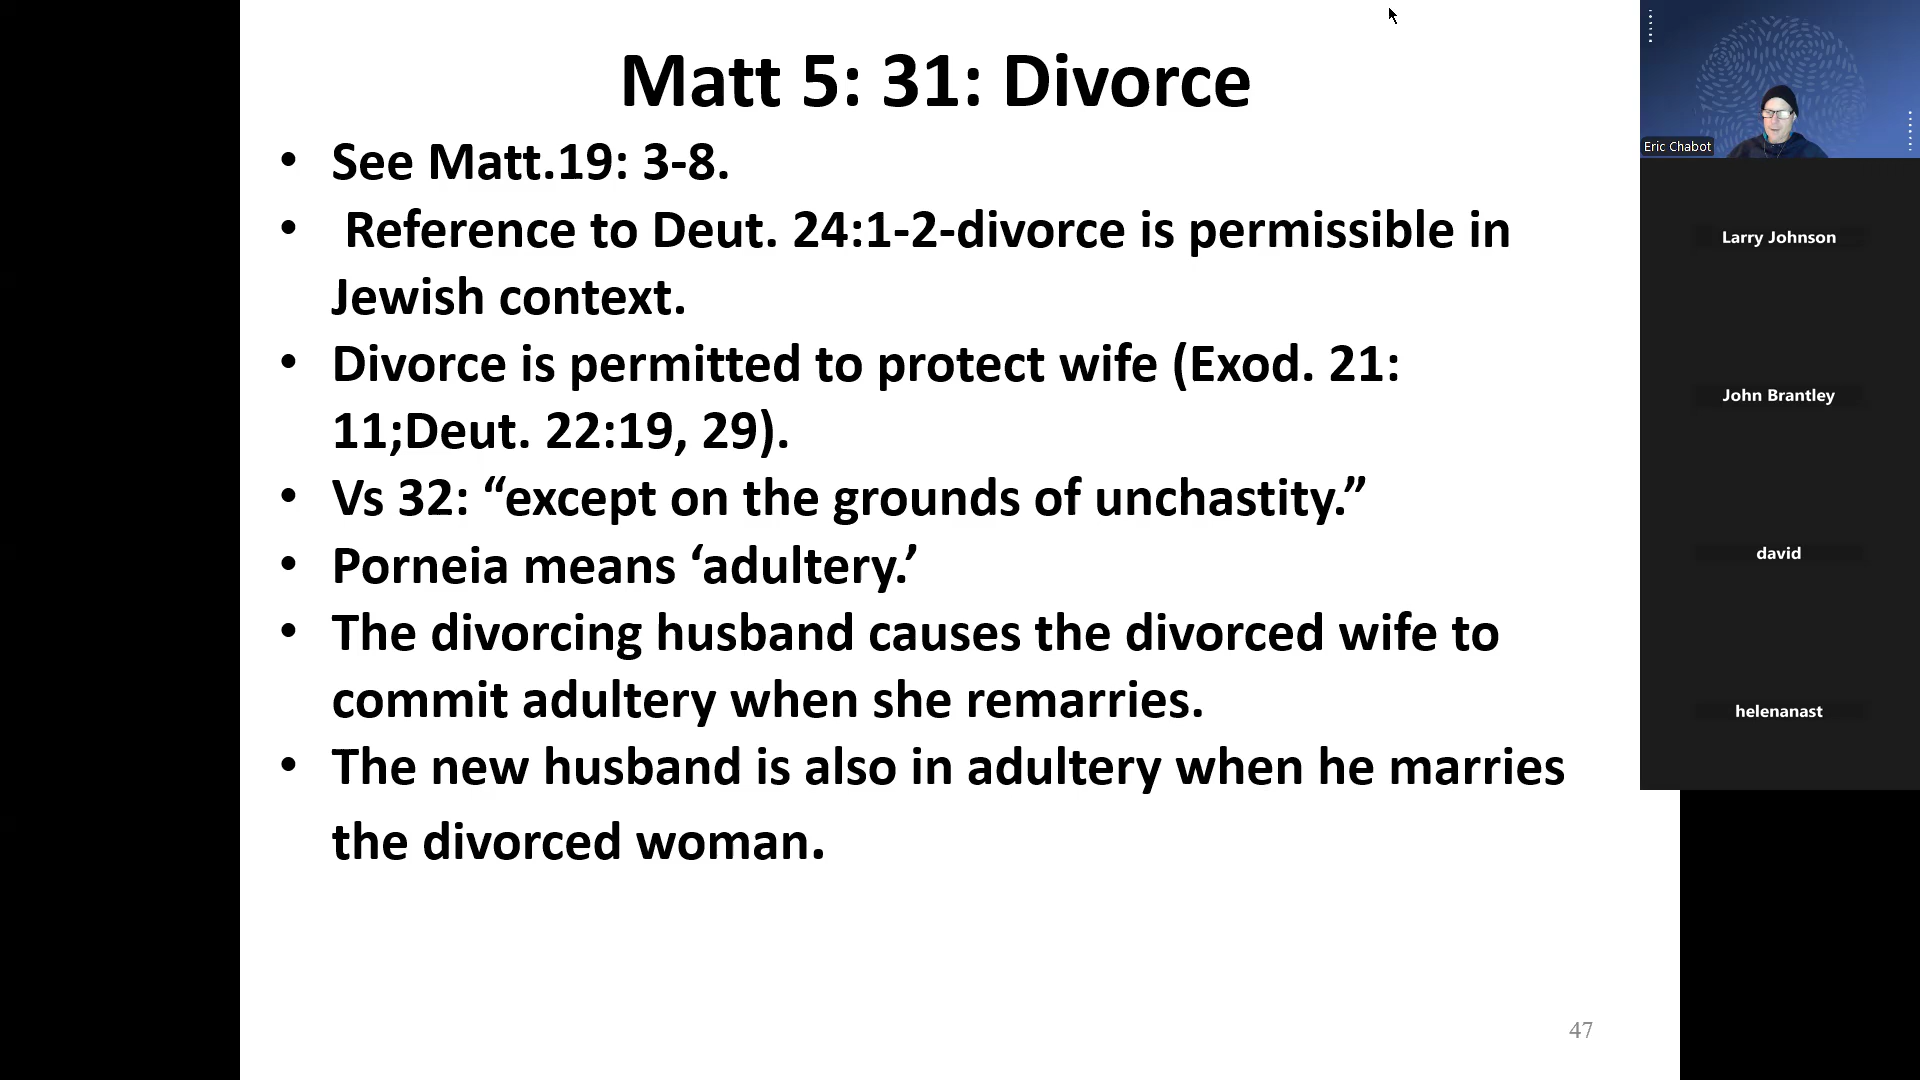 Matt 5: 31: Divorce
• See Matt.19: 3-8.
• Reference to Deut. 24:1-2-divorce is permissible in
Jewish context.
• Divorce is permitted to protect wife (Exod. 21:
11;Deut. 22:19, 29).
• Vs 32: “except on the grounds of unchastity.”
• Porneia means ‘adultery.’
• The divorcing husband causes the divorced wife to
commit adultery when she remarries.
• The new husband is also in adultery when he marries
the divorced woman.
47
Eric Chabot
Larry Johnson
John Brantley
david
helenanast